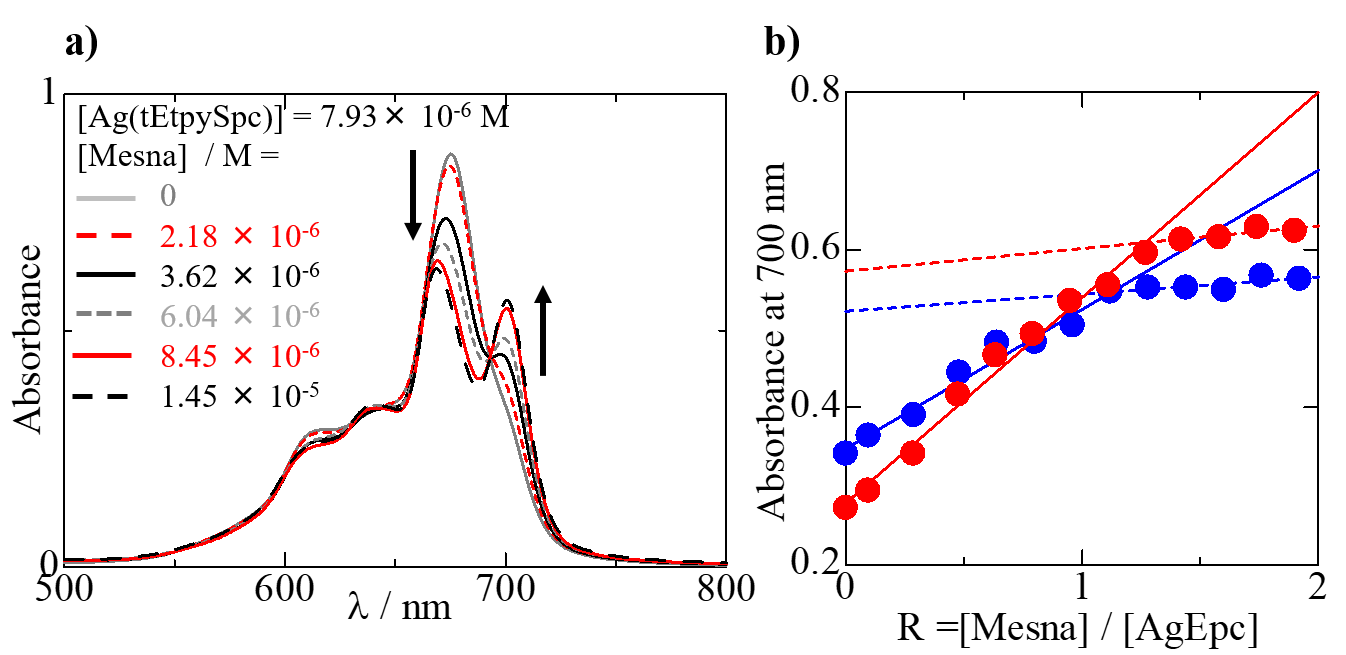 a)
1
[Ag(tEtpySpc)] = 7.93× 10-6 M
[Mesna] / M =
0
2.18 × 10-6
3.62 × 10-6
6.04 × 10-6
8.45 × 10-6
1.45 × 10-5
Absorbance
0
500 600 700 800
λ / nm
b)
0.8
0.6
0.4
0.2
Absorbance at 700 nm
0 1 2
R =[Mesna] / [AgEpc]